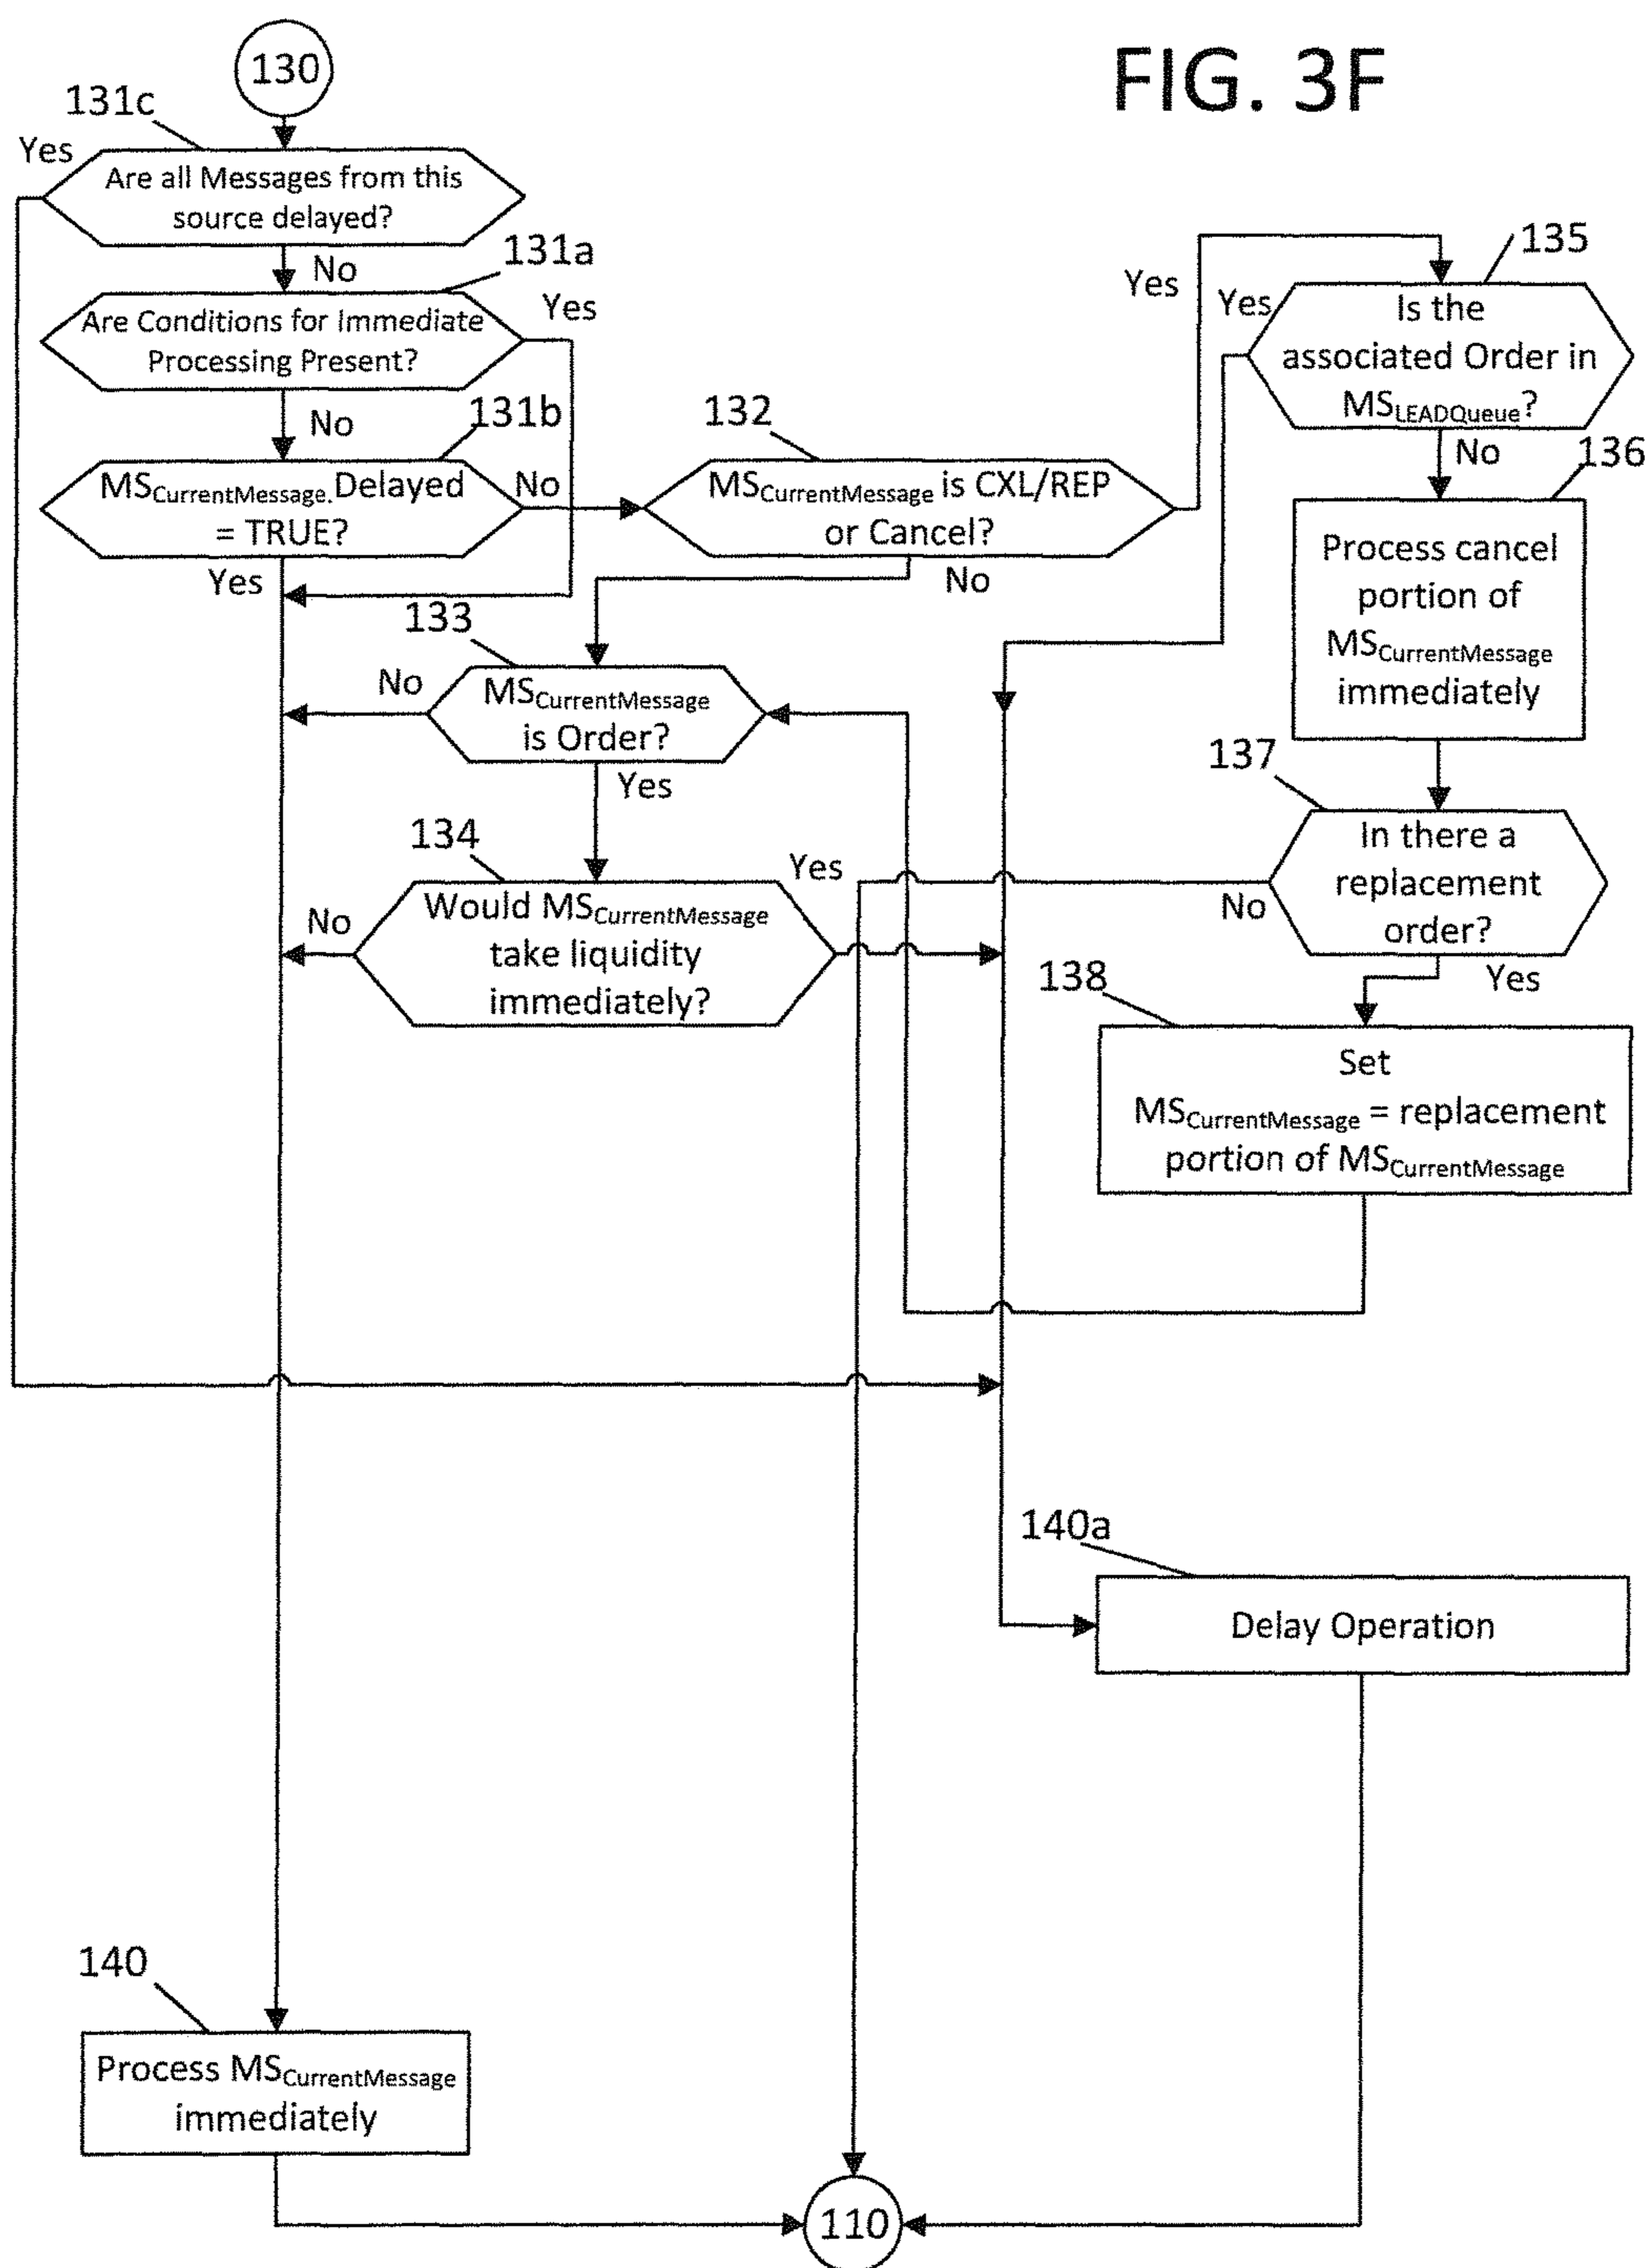 FIG. 3F
130
131c
Yes
Are all Messages from this
source delayed?
No
131a
Are Conditions for Immediate
Processing Present?
Yes
No
131b
MSCurrentMessage.Delayed
= TRUE?
No
Yes
132
MSCurrentMessage is CXL/REP
or Cancel?
Yes
No
133
MSCurrentMessage
is Order?
No
Yes
134
Would MSCurrentMessage
take liquidity
immediately?
No
Yes
135
Yes
Is the
associated Order in
MSLEADQueue?
No
136
Process cancel
portion of
MSCurrentMessage
immediately
137
In there a
replacement
order?
No
Yes
138
Set
MSCurrentMessage = replacement
portion of MSCurrentMessage
140a
Delay Operation
140
Process MSCurrentMessage
immediately
110